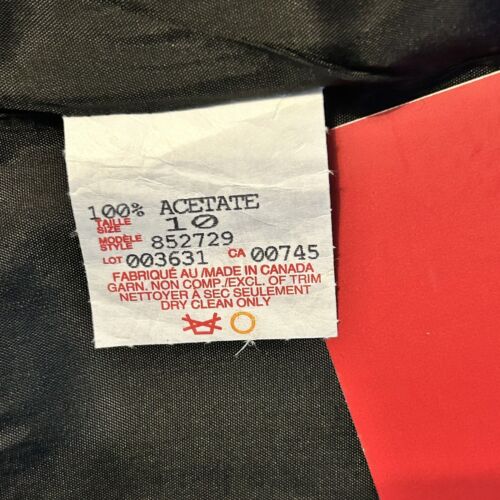 100% ACETATE
TAILLE
SIZE 10
MODÈLE
STYLE 852729
LOT 003631 CA 00745
FABRIQUÉ AU/MADE IN CANADA
GARN. NON COMP./EXCL. OF TRIM
NETTOYER À SEC SEULEMENT
DRY CLEAN ONLY